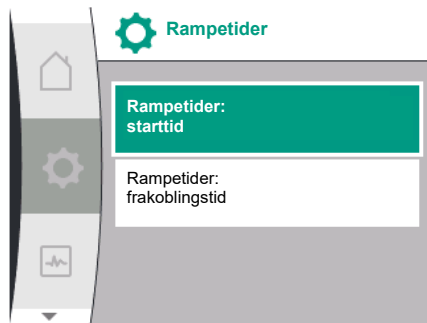 Rampetider
Rampetider:
starttid
Rampetider:
frakoblingstid